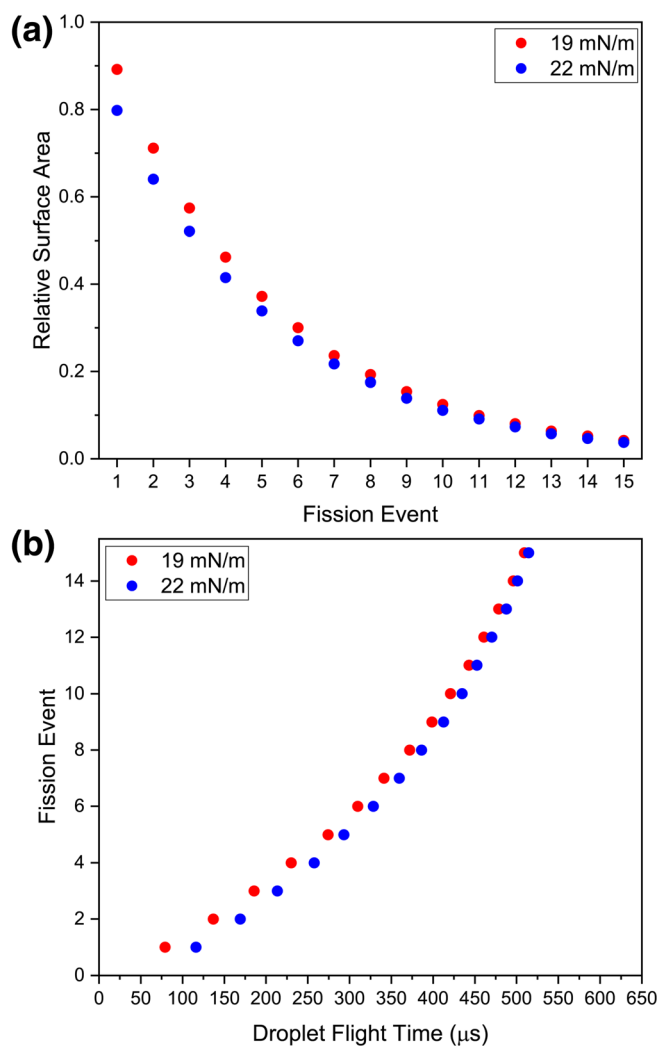 (a)
19 mN/m
22 mN/m
Relative Surface Area
1.0
0.8
0.6
0.4
0.2
0.0
1 2 3 4 5 6 7 8 9 10 11 12 13 14 15
Fission Event
(b)
19 mN/m
22 mN/m
Fission Event
14
12
10
8
6
4
2
0
0 50 100 150 200 250 300 350 400 450 500 550 600 650
Droplet Flight Time (μs)